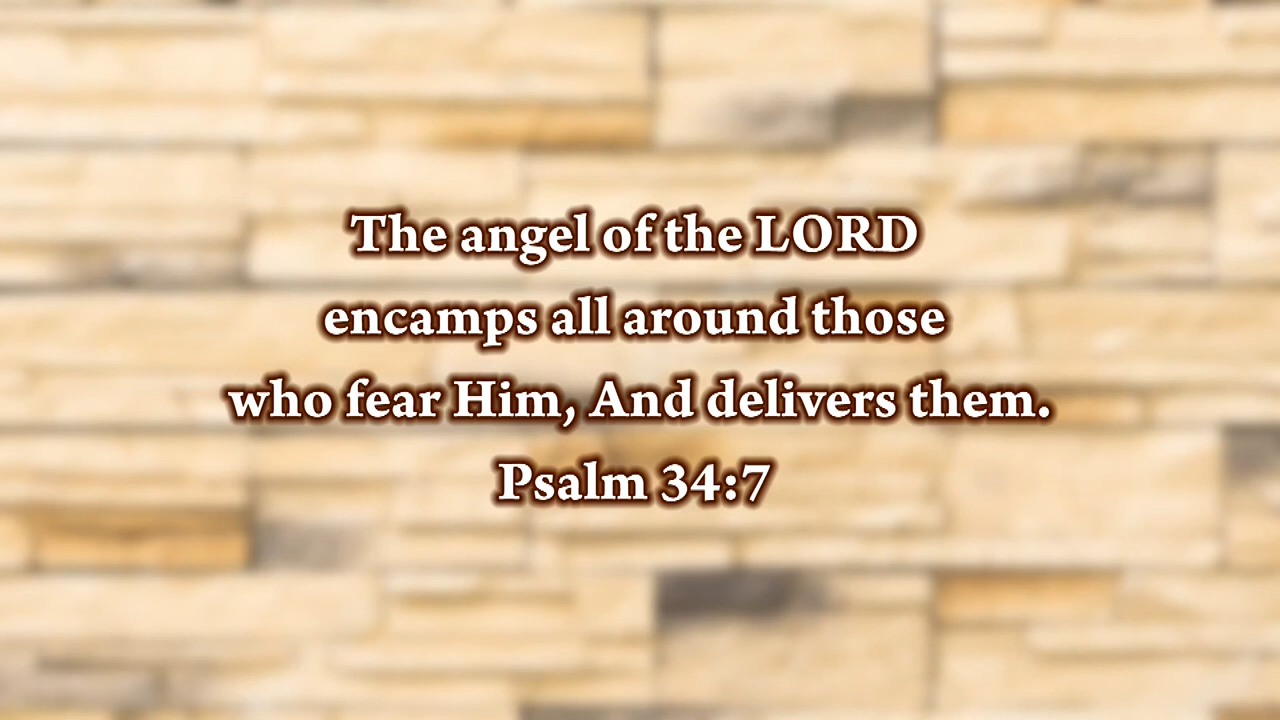 The angel of the LORD
encamps all around those
who fear Him, And delivers them.
Psalm 34:7